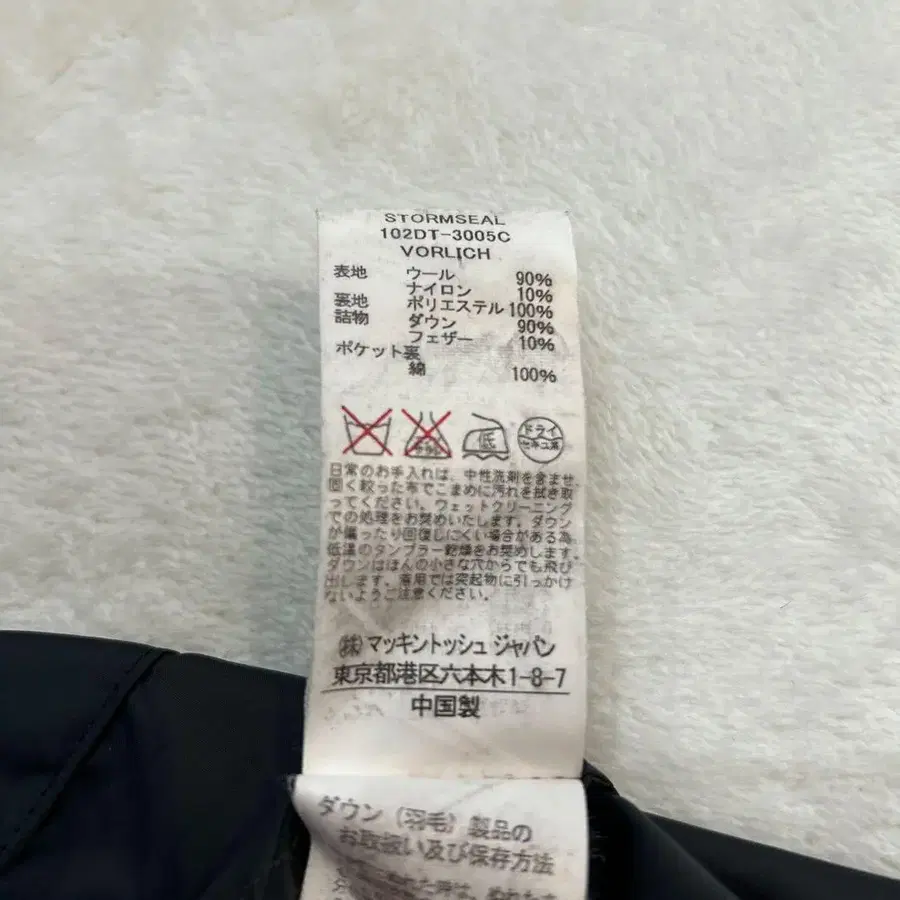 STORMSEAL
102DT-3005C
VORLICH
表地 ウール 90%
ナイロン 10%
裏地 ポリエステル 100%
詰物 ダウン 90%
フェザー 10%
ポケット裏
綿 100%
低 ドライ
セキユ系
日常のお手入れは、中性洗剤を含ませ、
固く絞った布でこまめに汚れを拭き取
ってください。ウェットクリーニング
での処理をお奨めいたします。ダウン
が偏ったり回復しにくい場合がある為、
低温のタンブラー乾燥をお奨めします。
ダウンはほんの小さな穴からでも飛び
出します。着用では突起物に引っかけ
ないようご注意ください。
㈱マッキントッシュ ジャパン
東京都港区六本木1-8-7
中国製
ダウン (羽毛) 製品の
お取扱い及び保存方法